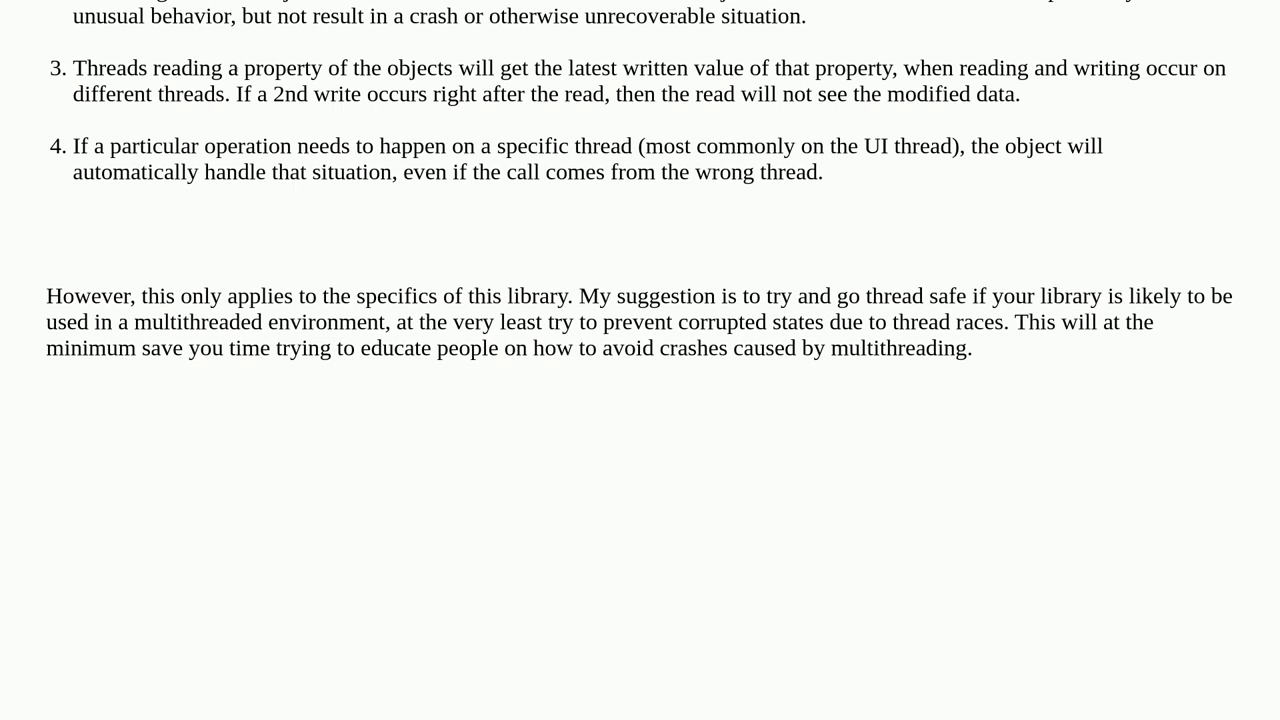 unusual behavior, but not result in a crash or otherwise unrecoverable situation.
3. Threads reading a property of the objects will get the latest written value of that property, when reading and writing occur on
different threads. If a 2nd write occurs right after the read, then the read will not see the modified data.
4. If a particular operation needs to happen on a specific thread (most commonly on the UI thread), the object will
automatically handle that situation, even if the call comes from the wrong thread.
However, this only applies to the specifics of this library. My suggestion is to try and go thread safe if your library is likely to be
used in a multithreaded environment, at the very least try to prevent corrupted states due to thread races. This will at the
minimum save you time trying to educate people on how to avoid crashes caused by multithreading.